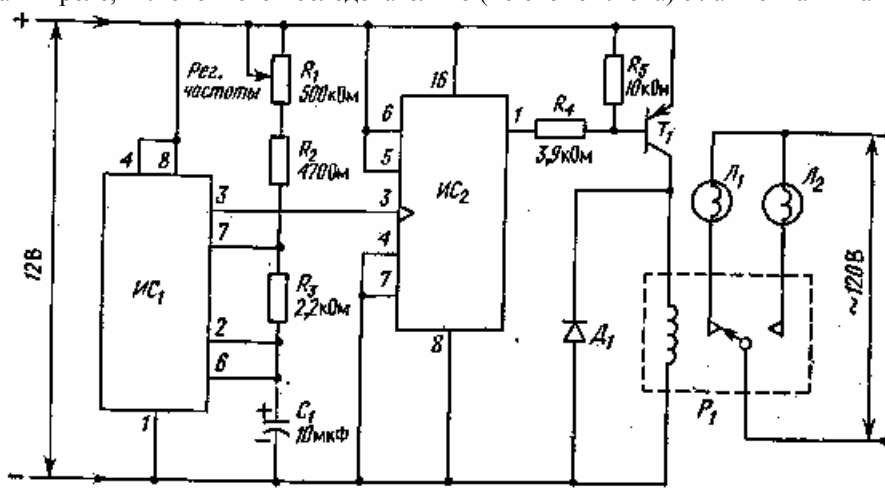 +
Рег.
частоты
R₁
500кОм
R₂
470Ом
R₃
2,2кОм
C₁
10мкФ
+
−
4
8
3
7
2
6
1
ИС₁
12В
16
6
5
3
4
7
8
1
ИС₂
R₄
3,9кОм
R₅
10кОм
Т₁
Д₁
Л₁
Л₂
Р₁
~120В
−